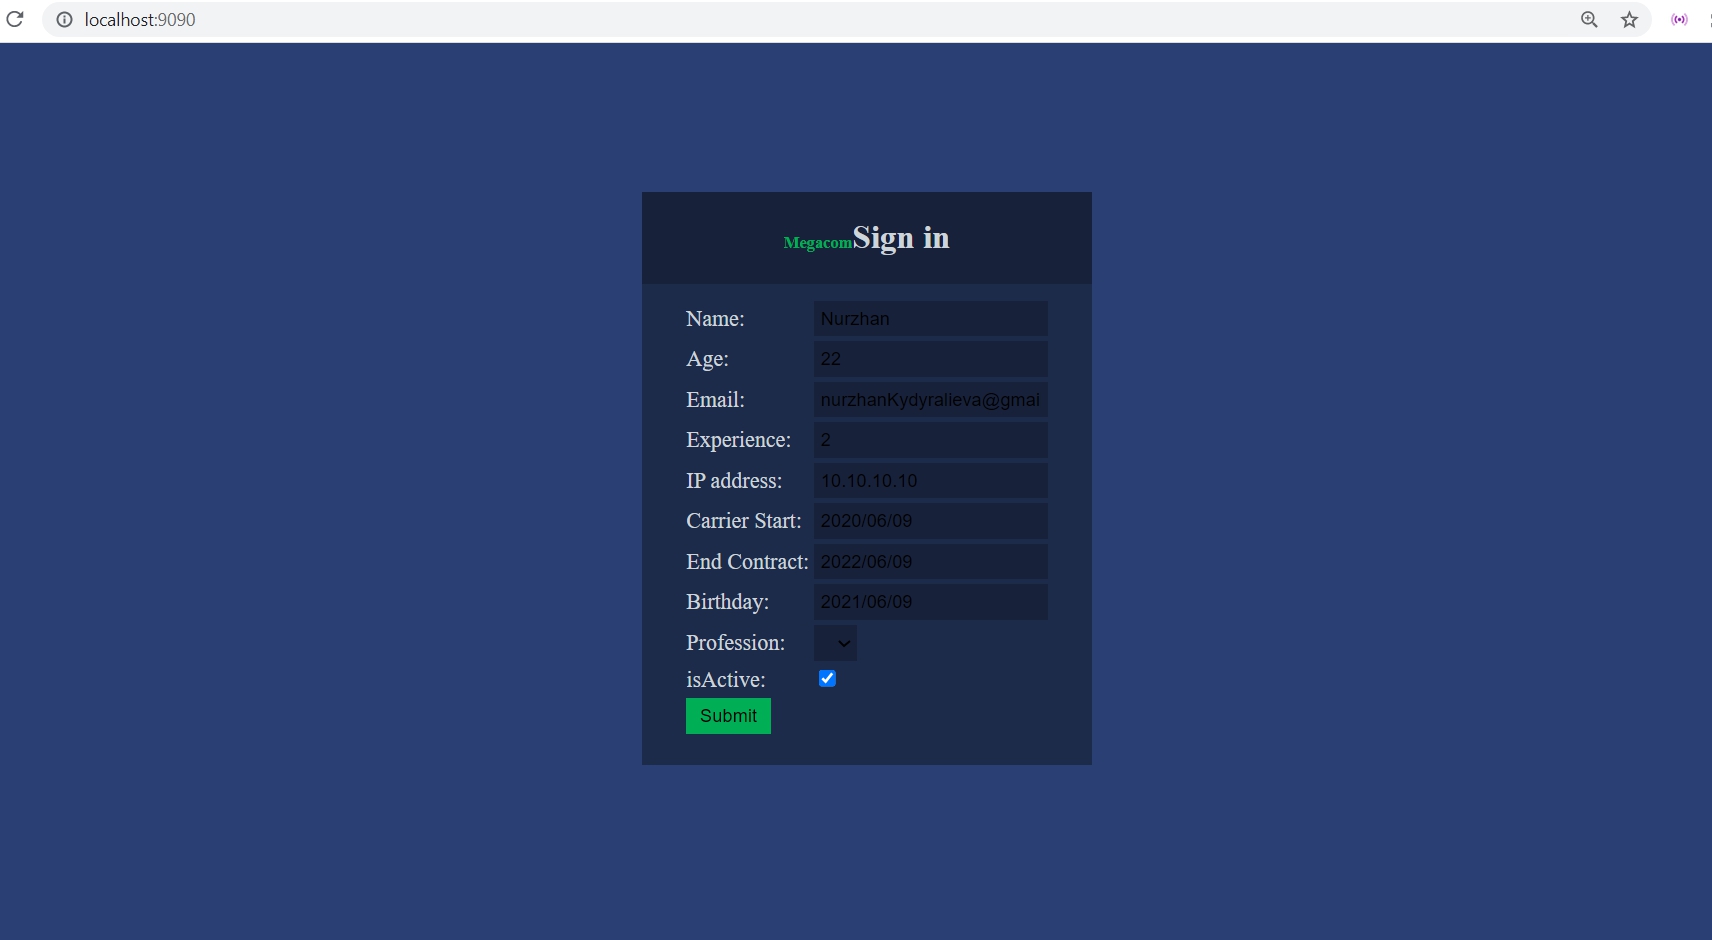 localhost:9090
MegacomSign in
Name: Nurzhan
Age: 22
Email: nurzhanKydyralieva@gmai
Experience: 2
IP address: 10.10.10.10
Carrier Start: 2020/06/09
End Contract: 2022/06/09
Birthday: 2021/06/09
Profession:
isActive:
Submit